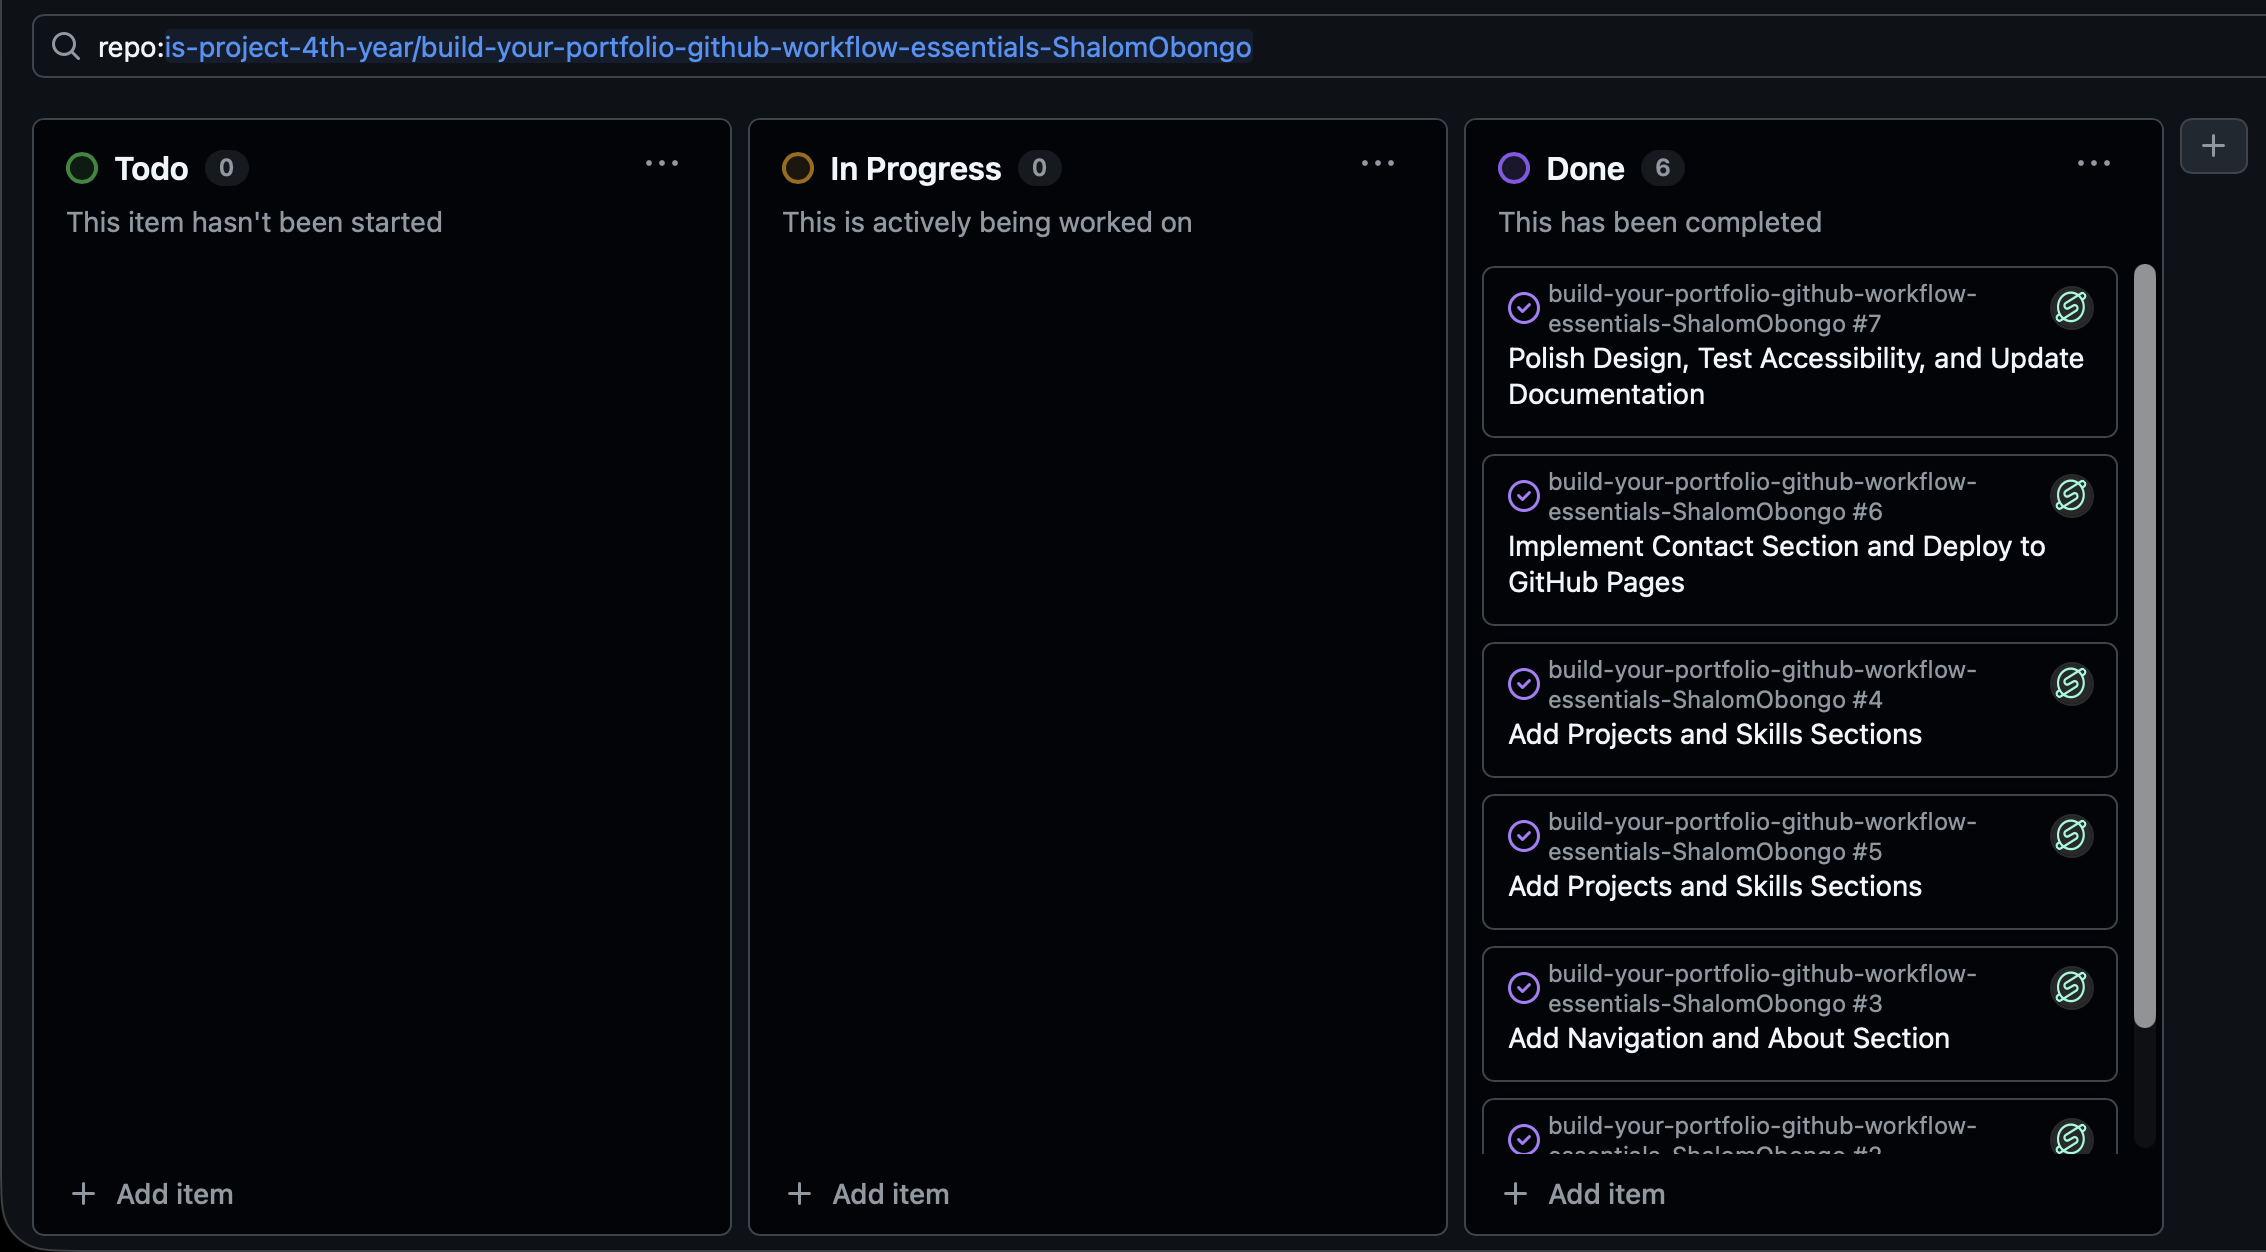 repo:is-project-4th-year/build-your-portfolio-github-workflow-essentials-ShalomObongo
Todo 0
This item hasn't been started
Add item
In Progress 0
This is actively being worked on
Add item
Done 6
This has been completed
build-your-portfolio-github-workflow-
essentials-ShalomObongo #7
Polish Design, Test Accessibility, and Update
Documentation
build-your-portfolio-github-workflow-
essentials-ShalomObongo #6
Implement Contact Section and Deploy to
GitHub Pages
build-your-portfolio-github-workflow-
essentials-ShalomObongo #4
Add Projects and Skills Sections
build-your-portfolio-github-workflow-
essentials-ShalomObongo #5
Add Projects and Skills Sections
build-your-portfolio-github-workflow-
essentials-ShalomObongo #3
Add Navigation and About Section
build-your-portfolio-github-workflow-
essentials-ShalomObongo #2
Add item